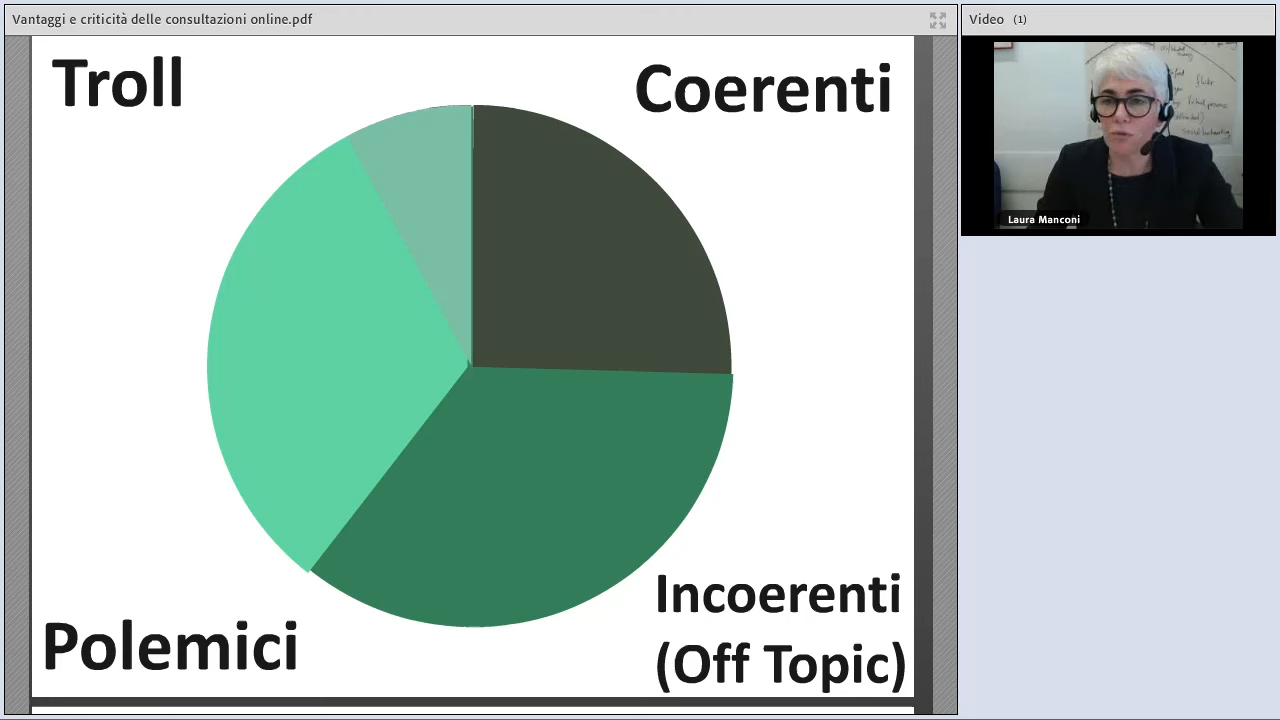 Vantaggi e criticità delle consultazioni online.pdf
Video (1)
Troll
Coerenti
Laura Manconi
Incoerenti
(Off Topic)
Polemici